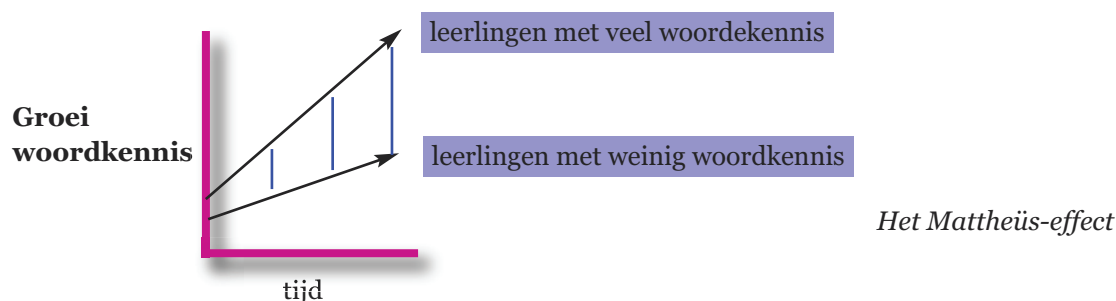 leerlingen met veel woordekennis
Groei
woordkennis
leerlingen met weinig woordkennis
Het Mattheüs-effect
tijd